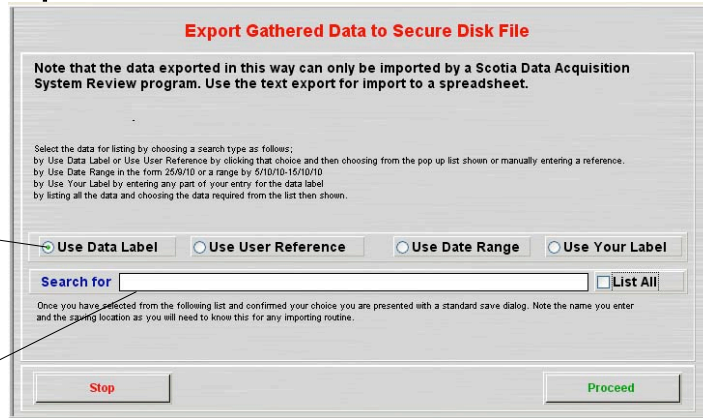 Export Gathered Data to Secure Disk File
Note that the data exported in this way can only be imported by a Scotia Data Acquisition
System Review program. Use the text export for import to a spreadsheet.
Select the data for listing by choosing a search type as follows;
by Use Data Label or Use User Reference by clicking that choice and then choosing from the pop up list shown or manually entering a reference.
by Use Date Range in the form 25/9/10 or a range by 5/10/10-15/10/10
by Use Your Label by entering any part of your entry for the data label
by listing all the data and choosing the data required from the list then shown.
Use Data Label Use User Reference Use Date Range Use Your Label
Search for List All
Once you have selected from the following list and confirmed your choice you are presented with a standard save dialog. Note the name you enter
and the saving location as you will need to know this for any importing routine.
Stop Proceed